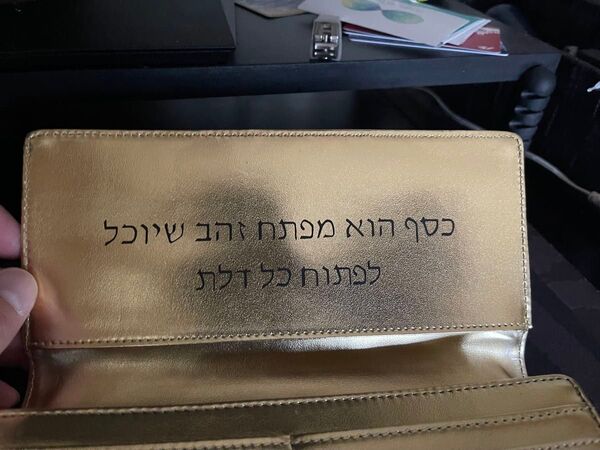 כסף הוא מפתח זהב שיוכל
לפתוח כל דלת